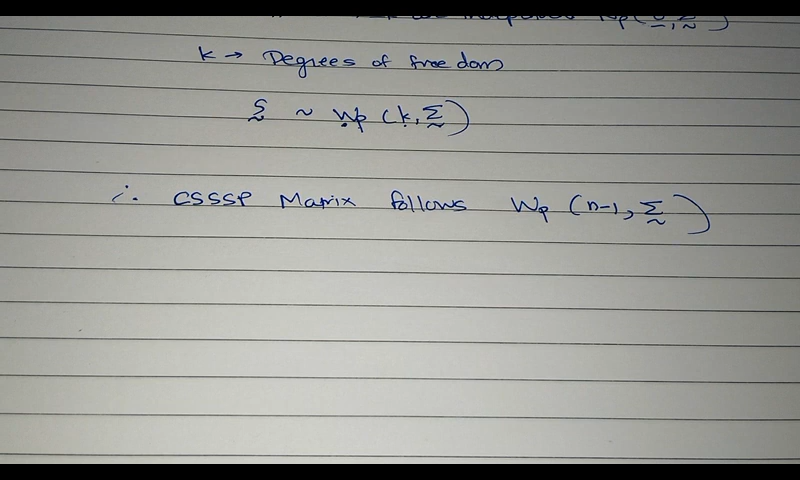 k → Degrees of freedom
S ~ Wp (k, Σ)
∴ CSSSP Matrix follows Wp (n-1, Σ)